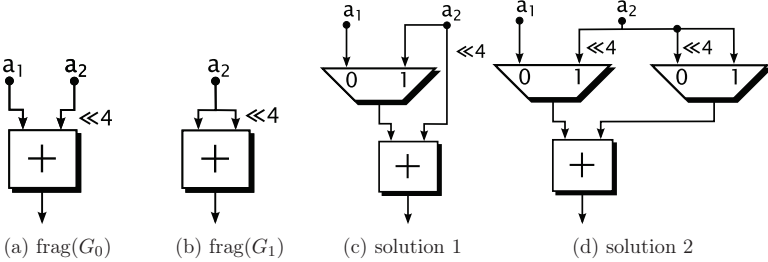 a₁ a₂
≪4
+
(a) frag(G₀)
a₂
≪4
+
(b) frag(G₁)
a₁ a₂
≪4
0 1
+
(c) solution 1
a₁ a₂
≪4 ≪4
0 1 0 1
+
(d) solution 2